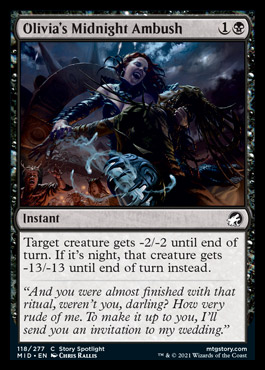 Olivia's Midnight Ambush 1
Instant
Target creature gets -2/-2 until end of
turn. If it's night, that creature gets
-13/-13 until end of turn instead.
"And you were almost finished with that
ritual, weren't you, darling? How very
rude of me. To make it up to you, I'll
send you an invitation to my wedding."
118/277 C Story Spotlight mtgstory.com
MID • EN Chris Rallis ™ & © 2021 Wizards of the Coast